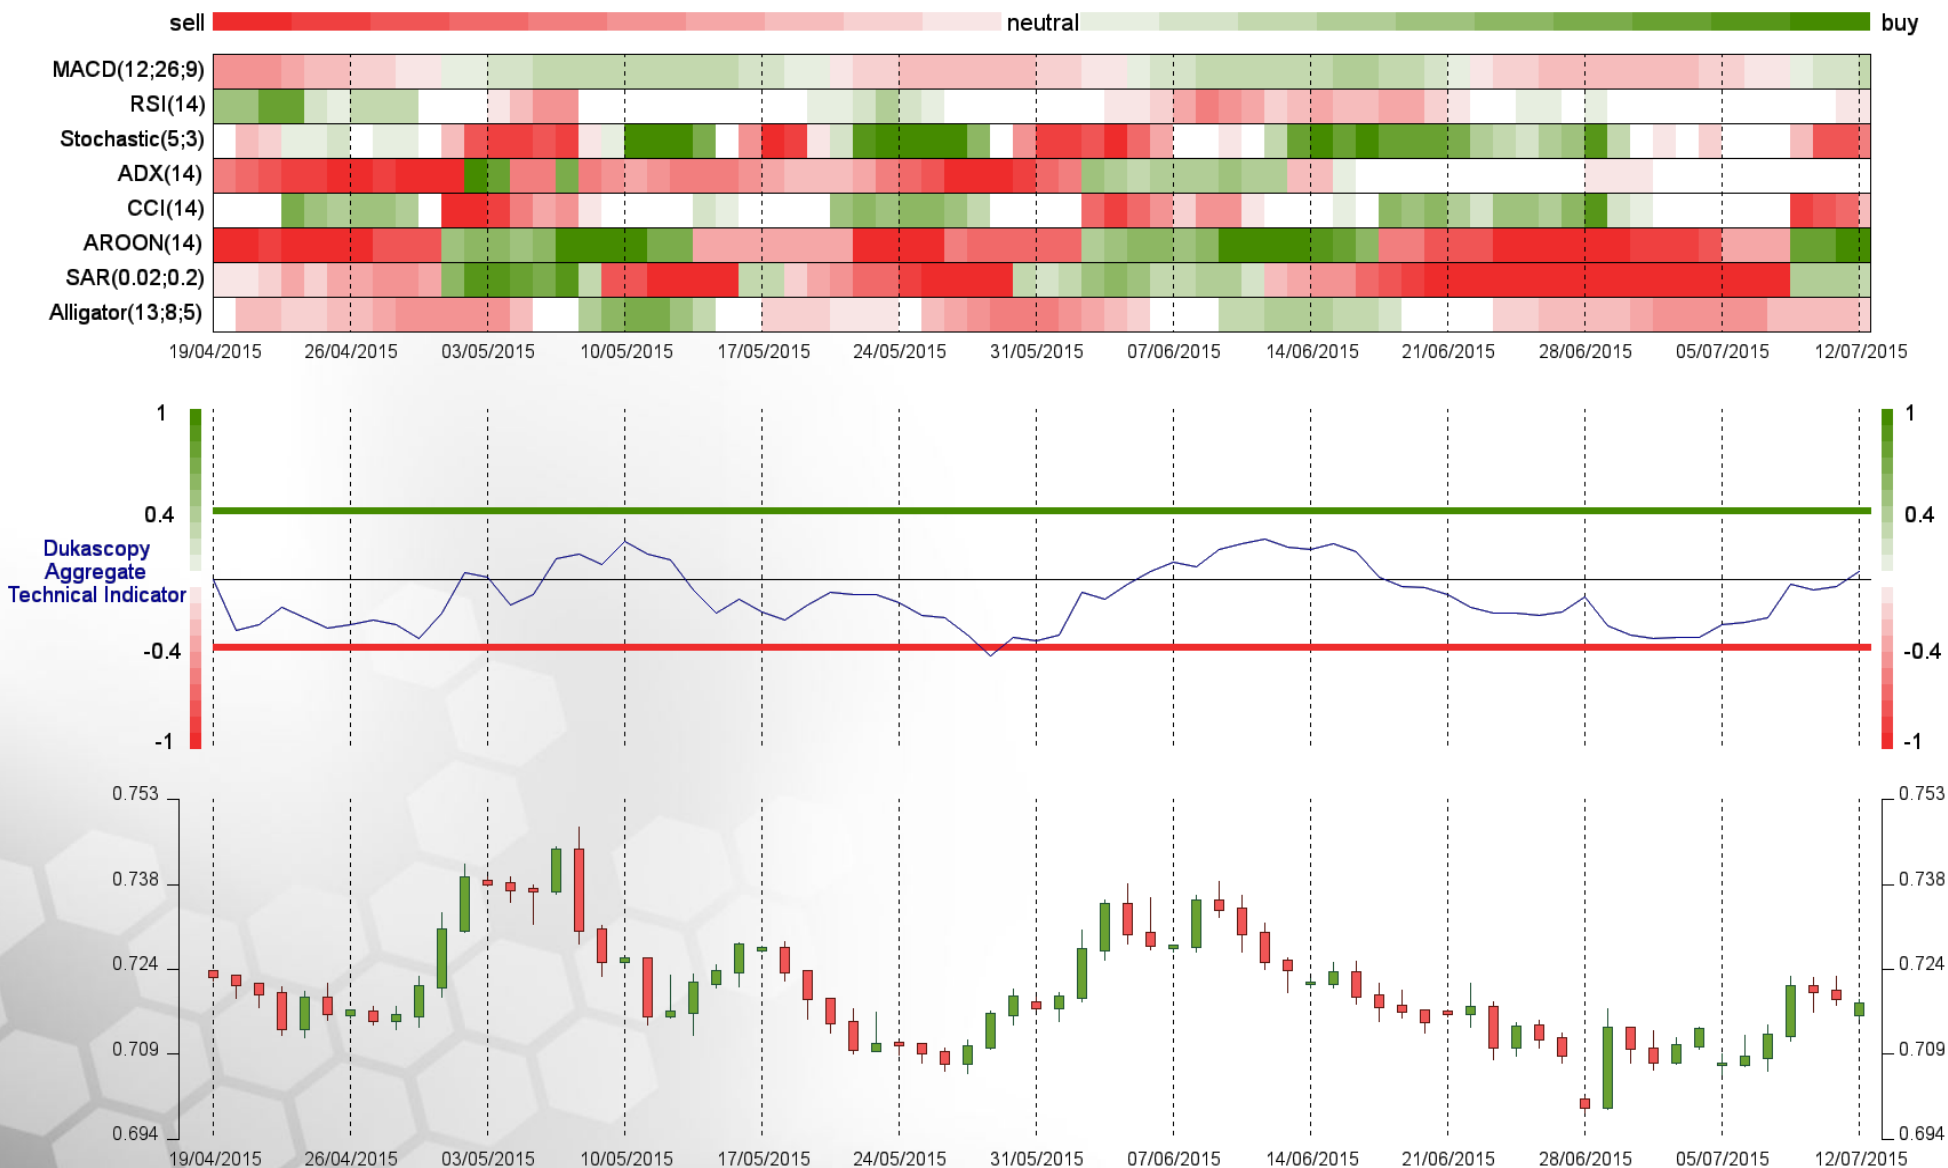 sell neutral buy
MACD(12;26;9)
RSI(14)
Stochastic(5;3)
ADX(14)
CCI(14)
AROON(14)
SAR(0.02;0.2)
Alligator(13;8;5)
19/04/2015 26/04/2015 03/05/2015 10/05/2015 17/05/2015 24/05/2015 31/05/2015 07/06/2015 14/06/2015 21/06/2015 28/06/2015 05/07/2015 12/07/2015
1 1
0.4 0.4
Dukascopy
Aggregate
Technical Indicator
-0.4 -0.4
-1 -1
0.753 0.753
0.738 0.738
0.724 0.724
0.709 0.709
0.694 0.694
19/04/2015 26/04/2015 03/05/2015 10/05/2015 17/05/2015 24/05/2015 31/05/2015 07/06/2015 14/06/2015 21/06/2015 28/06/2015 05/07/2015 12/07/2015